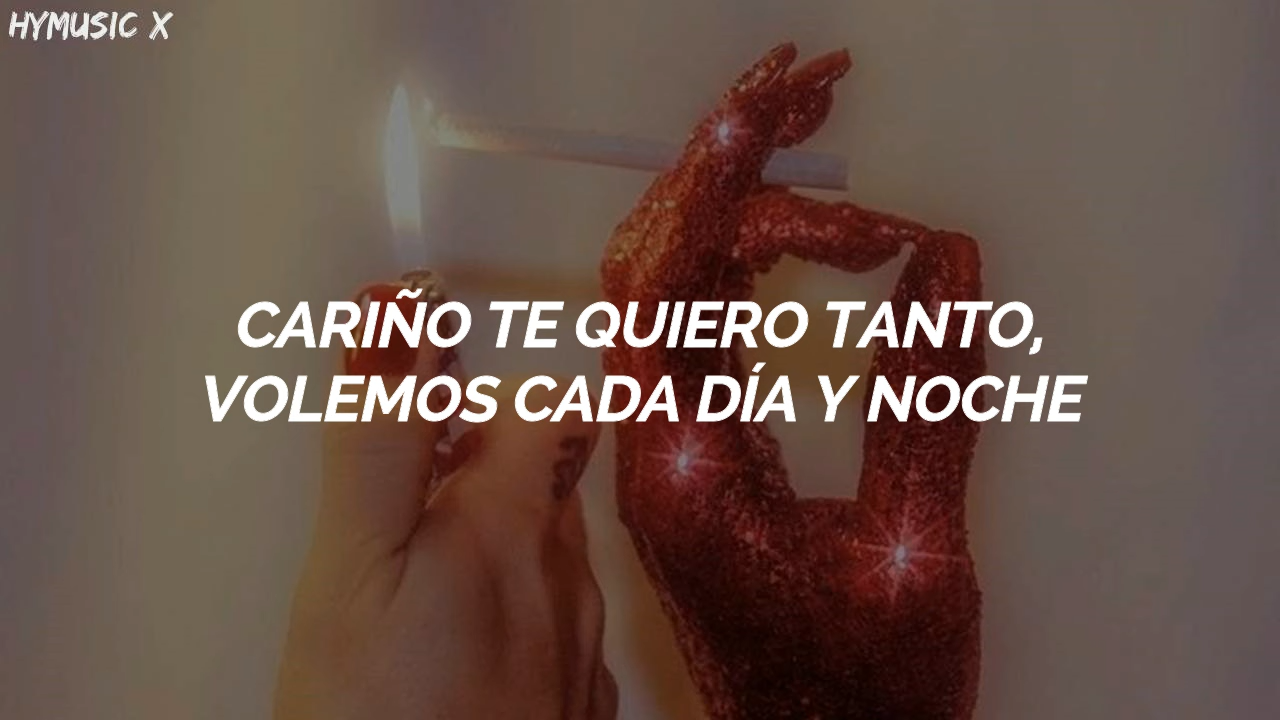 HYMUSIC X
CARIÑO TE QUIERO TANTO,
VOLEMOS CADA DÍA Y NOCHE